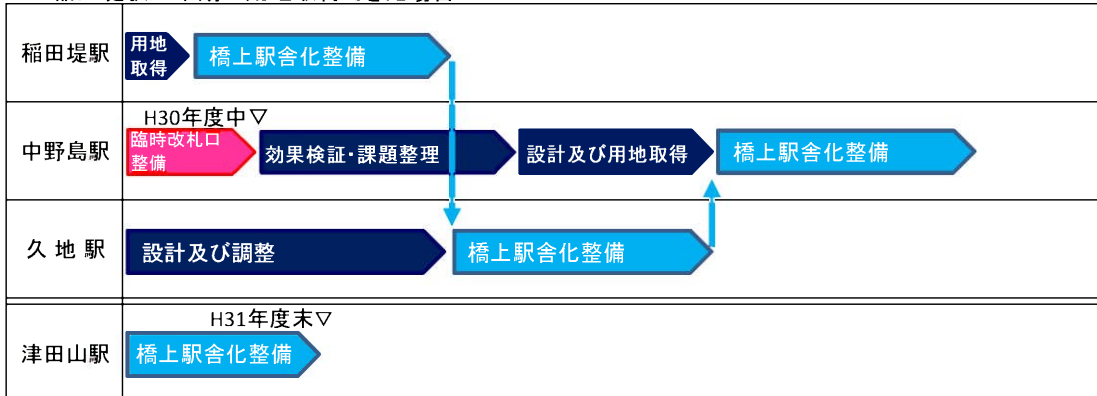 稲田堤駅
用地
取得
橋上駅舎化整備
中野島駅
H30年度中▽
臨時改札口
整備
効果検証・課題整理
設計及び用地取得
橋上駅舎化整備
久地駅
設計及び調整
橋上駅舎化整備
津田山駅
H31年度末▽
橋上駅舎化整備